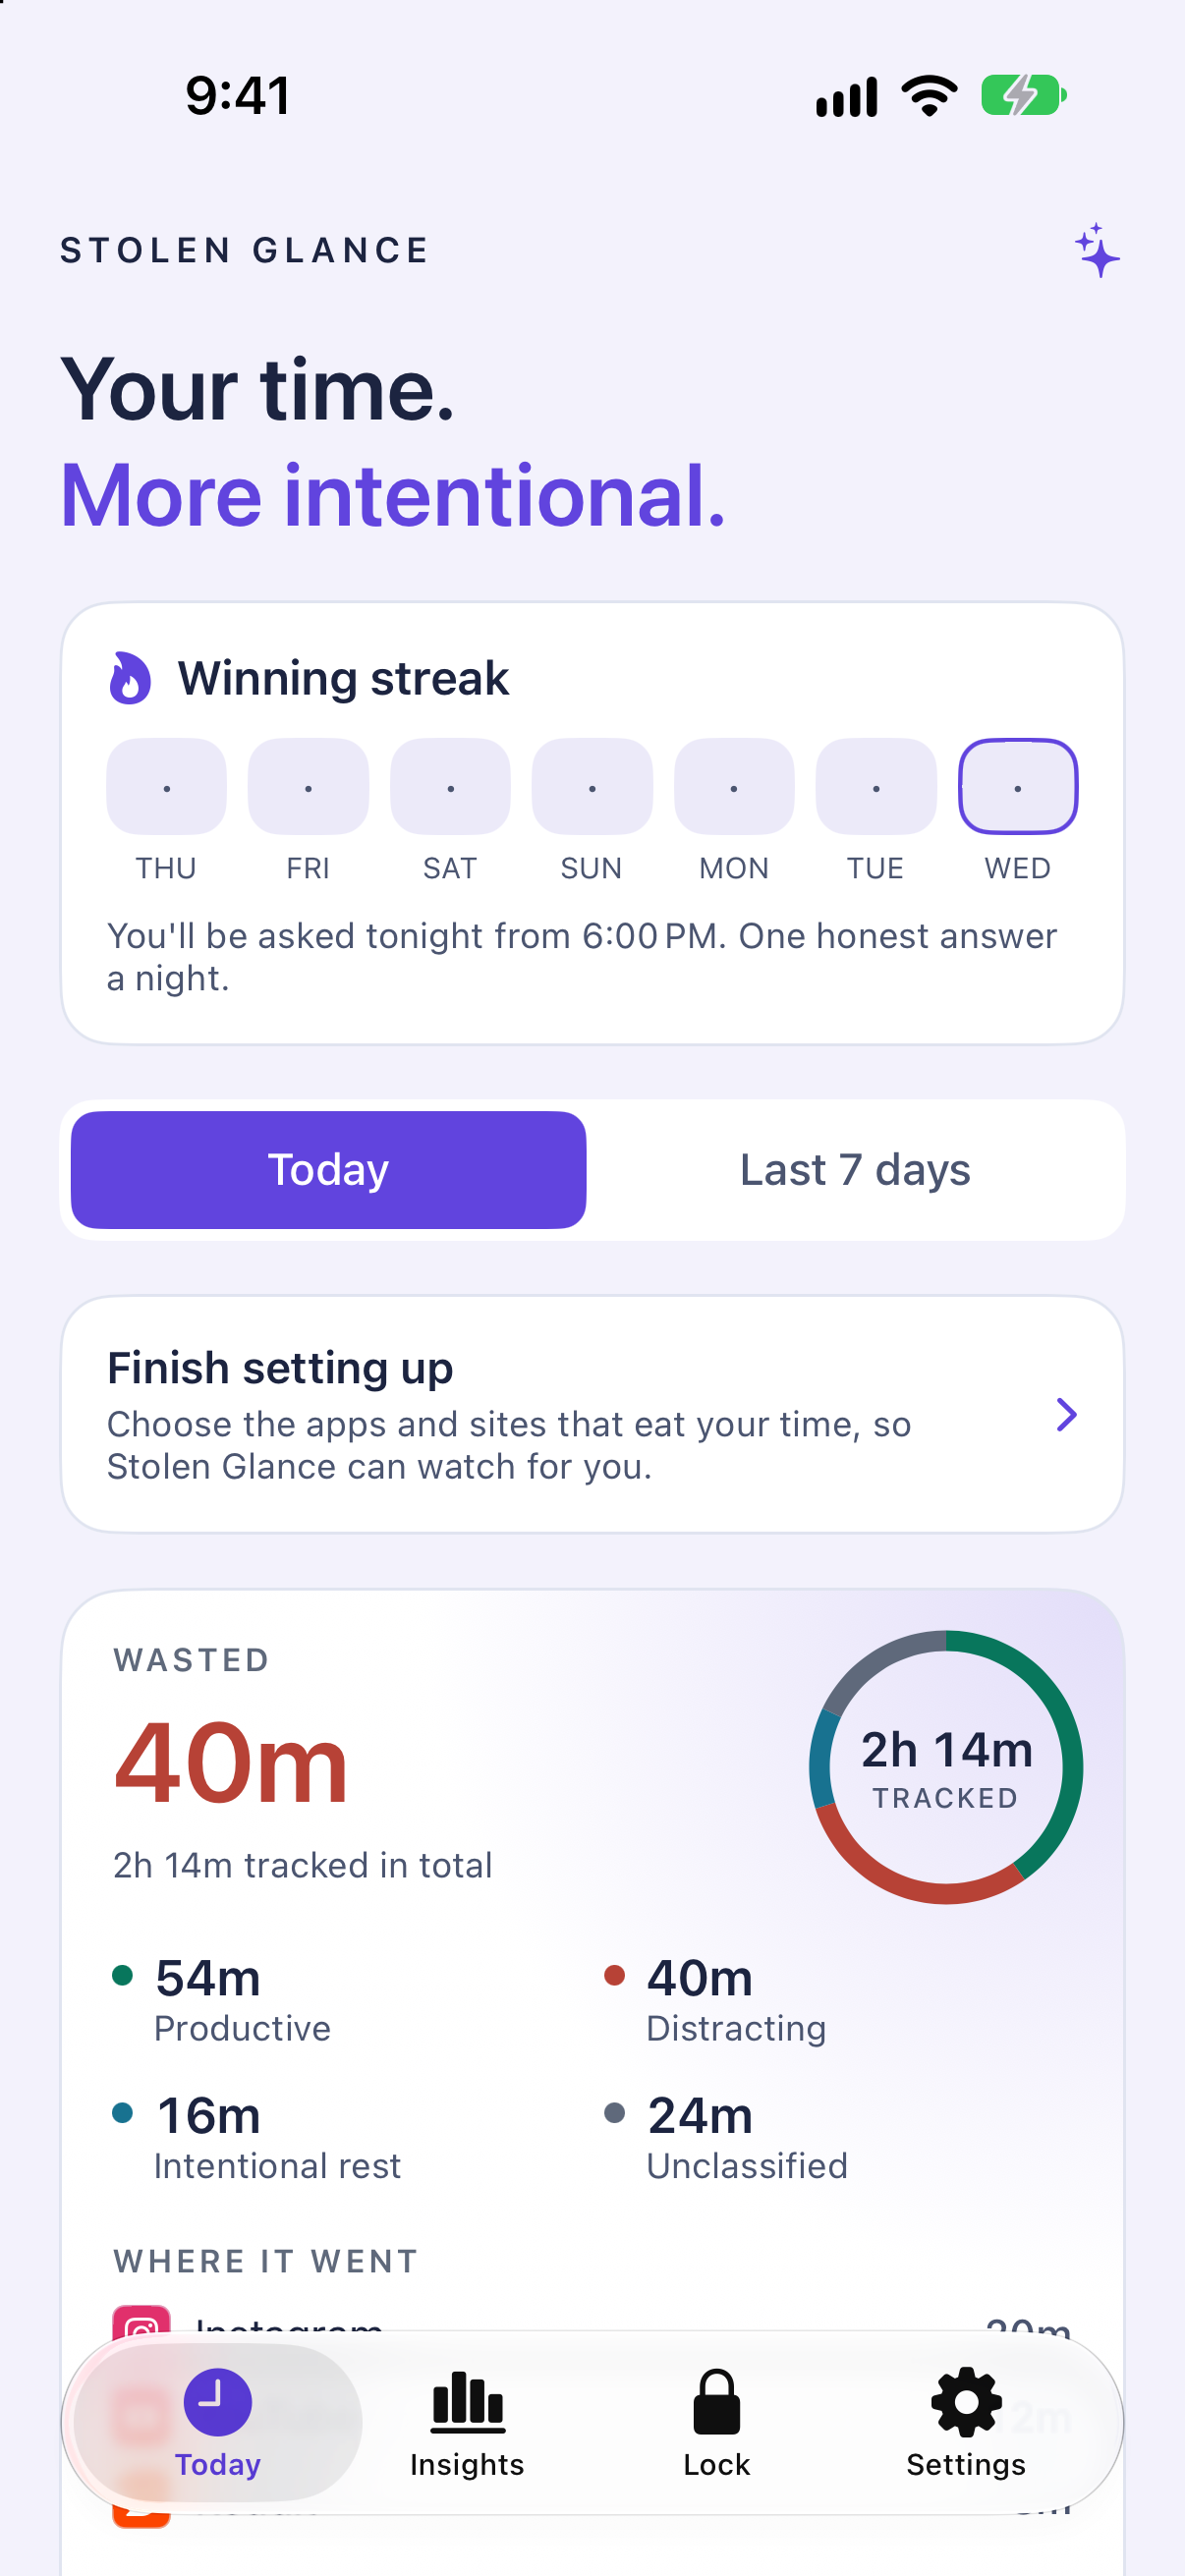 9:41
STOLEN GLANCE
Your time.
More intentional.
Winning streak
THU FRI SAT SUN MON TUE WED
You'll be asked tonight from 6:00 PM. One honest answer
a night.
Today Last 7 days
Finish setting up
Choose the apps and sites that eat your time, so
Stolen Glance can watch for you.
WASTED
40m
2h 14m tracked in total
2h 14m
TRACKED
54m 40m
Productive Distracting
16m 24m
Intentional rest Unclassified
WHERE IT WENT
Instagram
Today Insights Lock Settings